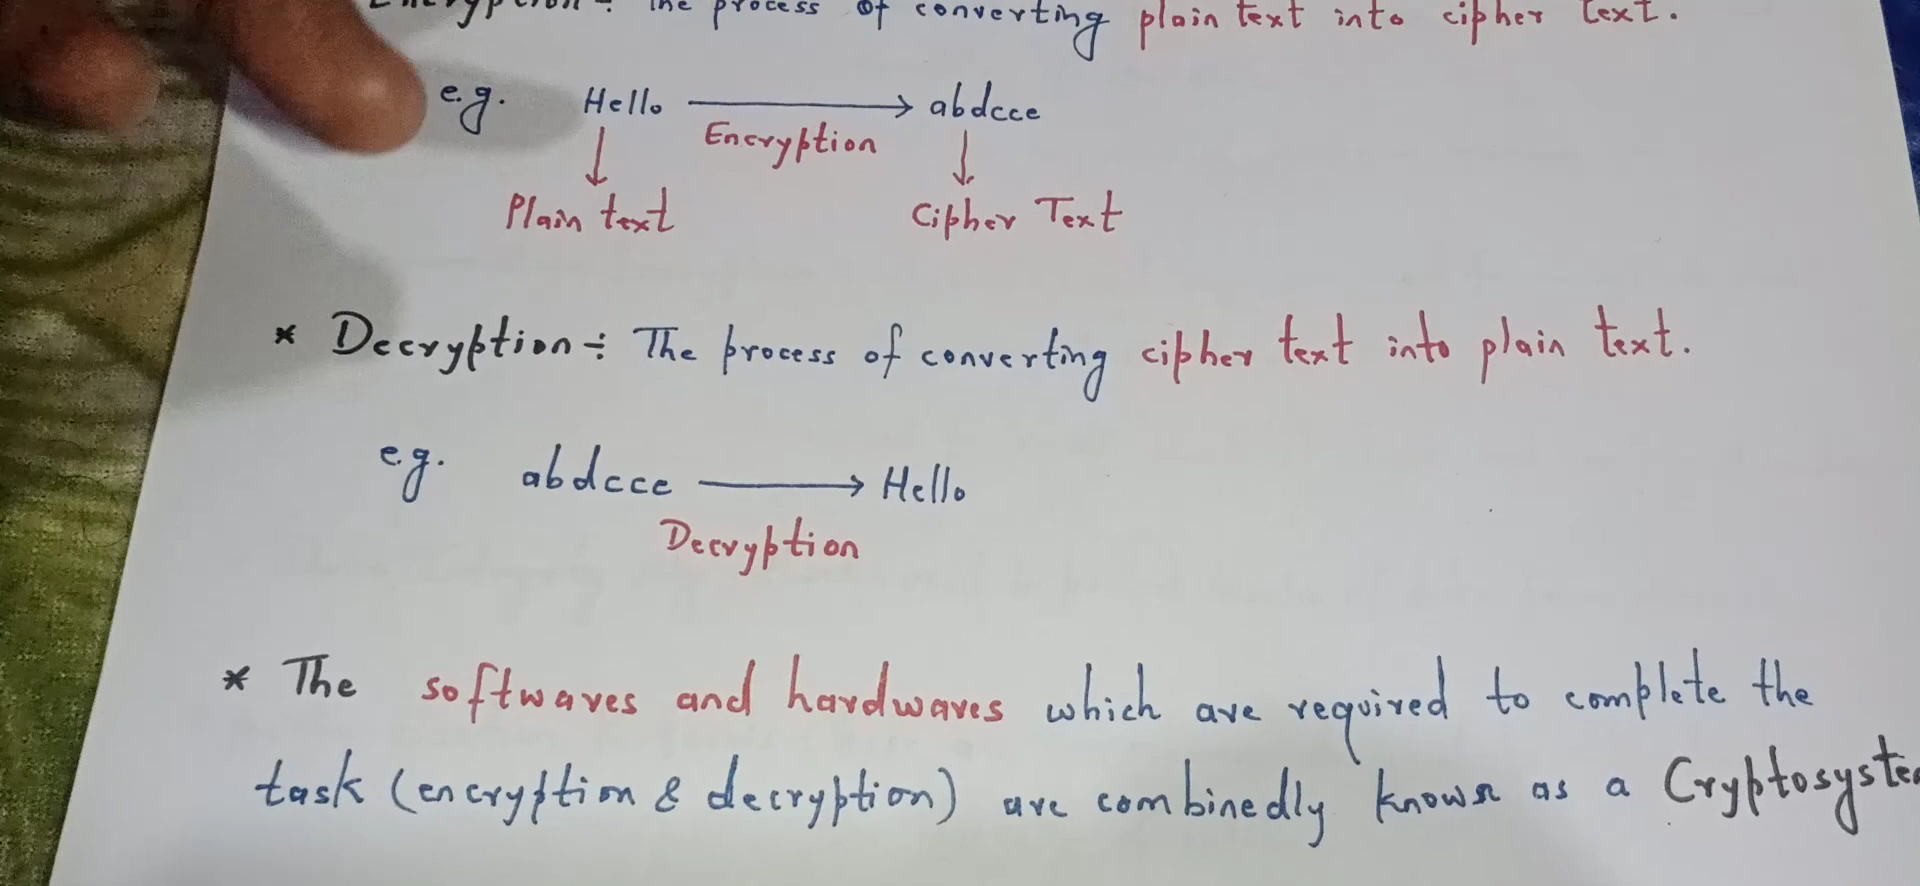 Encryption :- The process of converting plain text into cipher text.
e.g. Hello → abdcce
Encryption
↓ ↓
Plain text Cipher Text
* Decryption :- The process of converting cipher text into plain text.
e.g. abdcce → Hello
Decryption
* The softwares and hardwares which are required to complete the
task (encryption & decryption) are combinedly known as a Cryptosystem